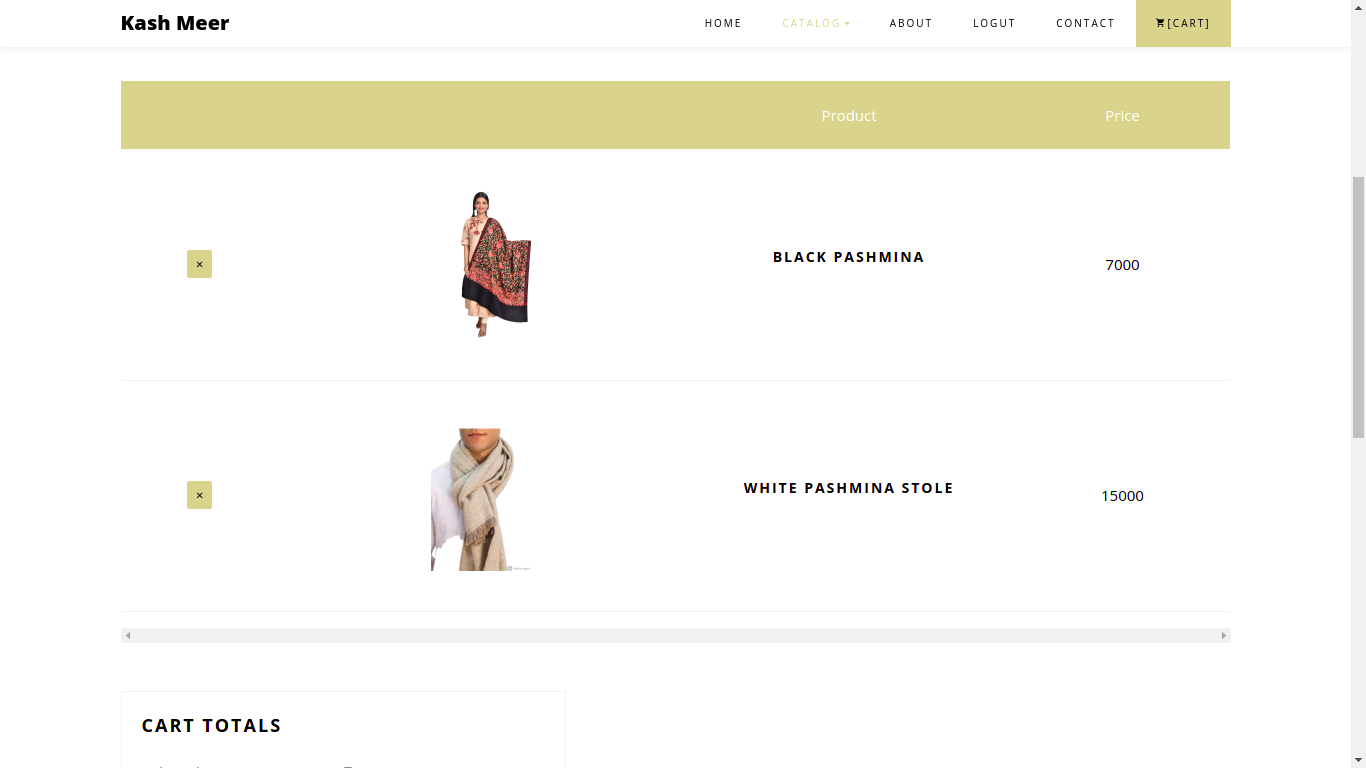 Kash Meer
HOME CATALOG ABOUT LOGUT CONTACT [CART]
Product Price
× BLACK PASHMINA 7000
× WHITE PASHMINA STOLE 15000
CART TOTALS